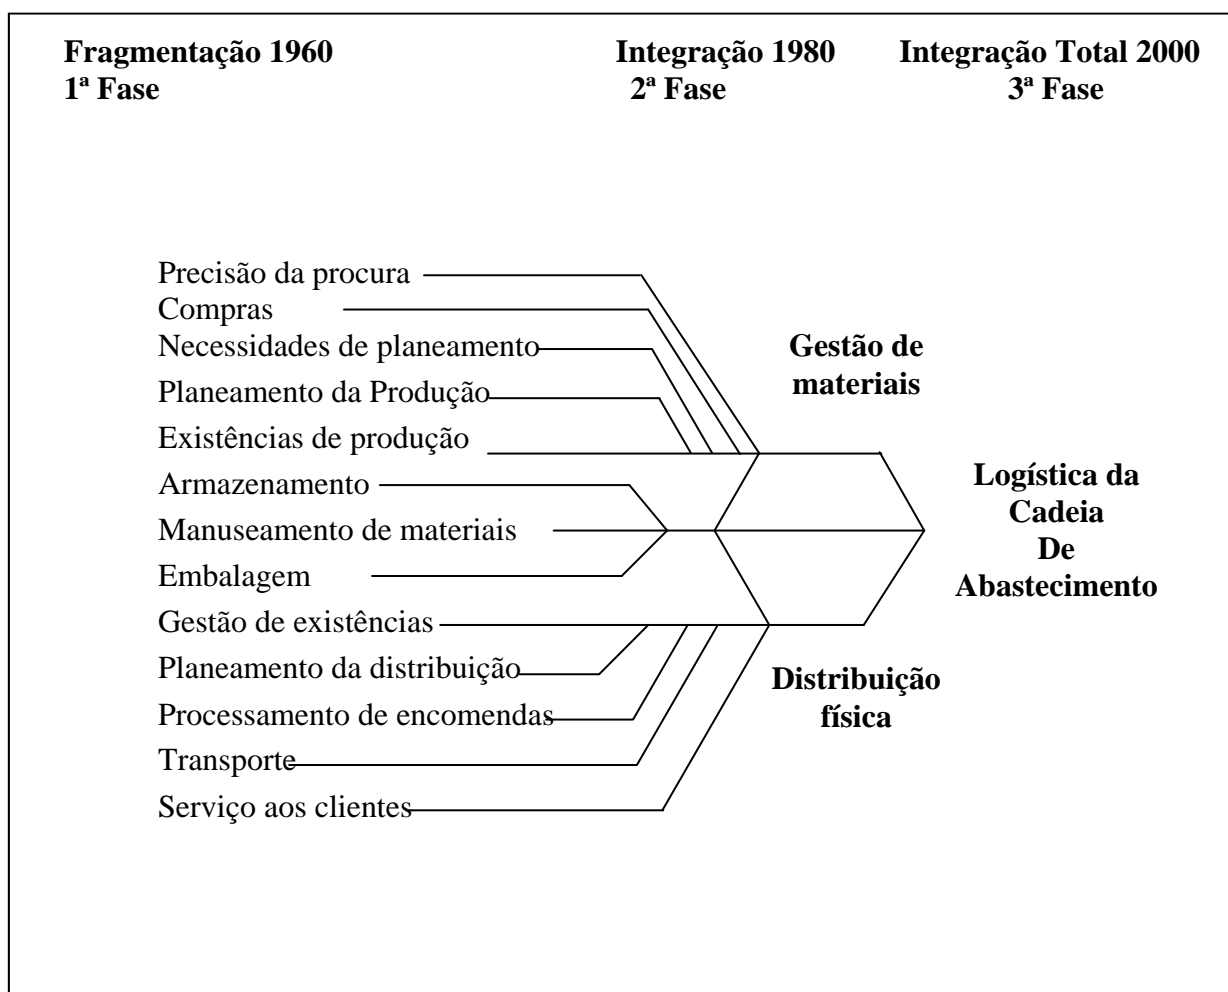 Fragmentação 1960
1ª Fase
Integração 1980
2ª Fase
Integração Total 2000
3ª Fase
Precisão da procura
Compras
Necessidades de planeamento
Planeamento da Produção
Existências de produção
Armazenamento
Manuseamento de materiais
Embalagem
Gestão de existências
Planeamento da distribuição
Processamento de encomendas
Transporte
Serviço aos clientes
Gestão de
materiais
Distribuição
física
Logística da
Cadeia
De
Abastecimento